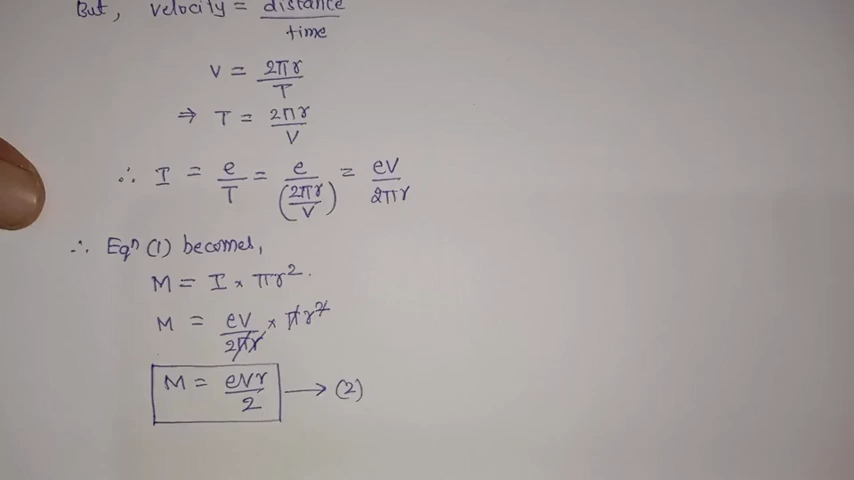 But, velocity = distance / time
V = 2πr / T
⇒ T = 2πr / V
∴ I = e / T = e / (2πr / V) = eV / 2πr
∴ Eqⁿ (1) becomes,
M = I × πr².
M = eV / 2πr × πr²
M = eVr / 2 → (2)